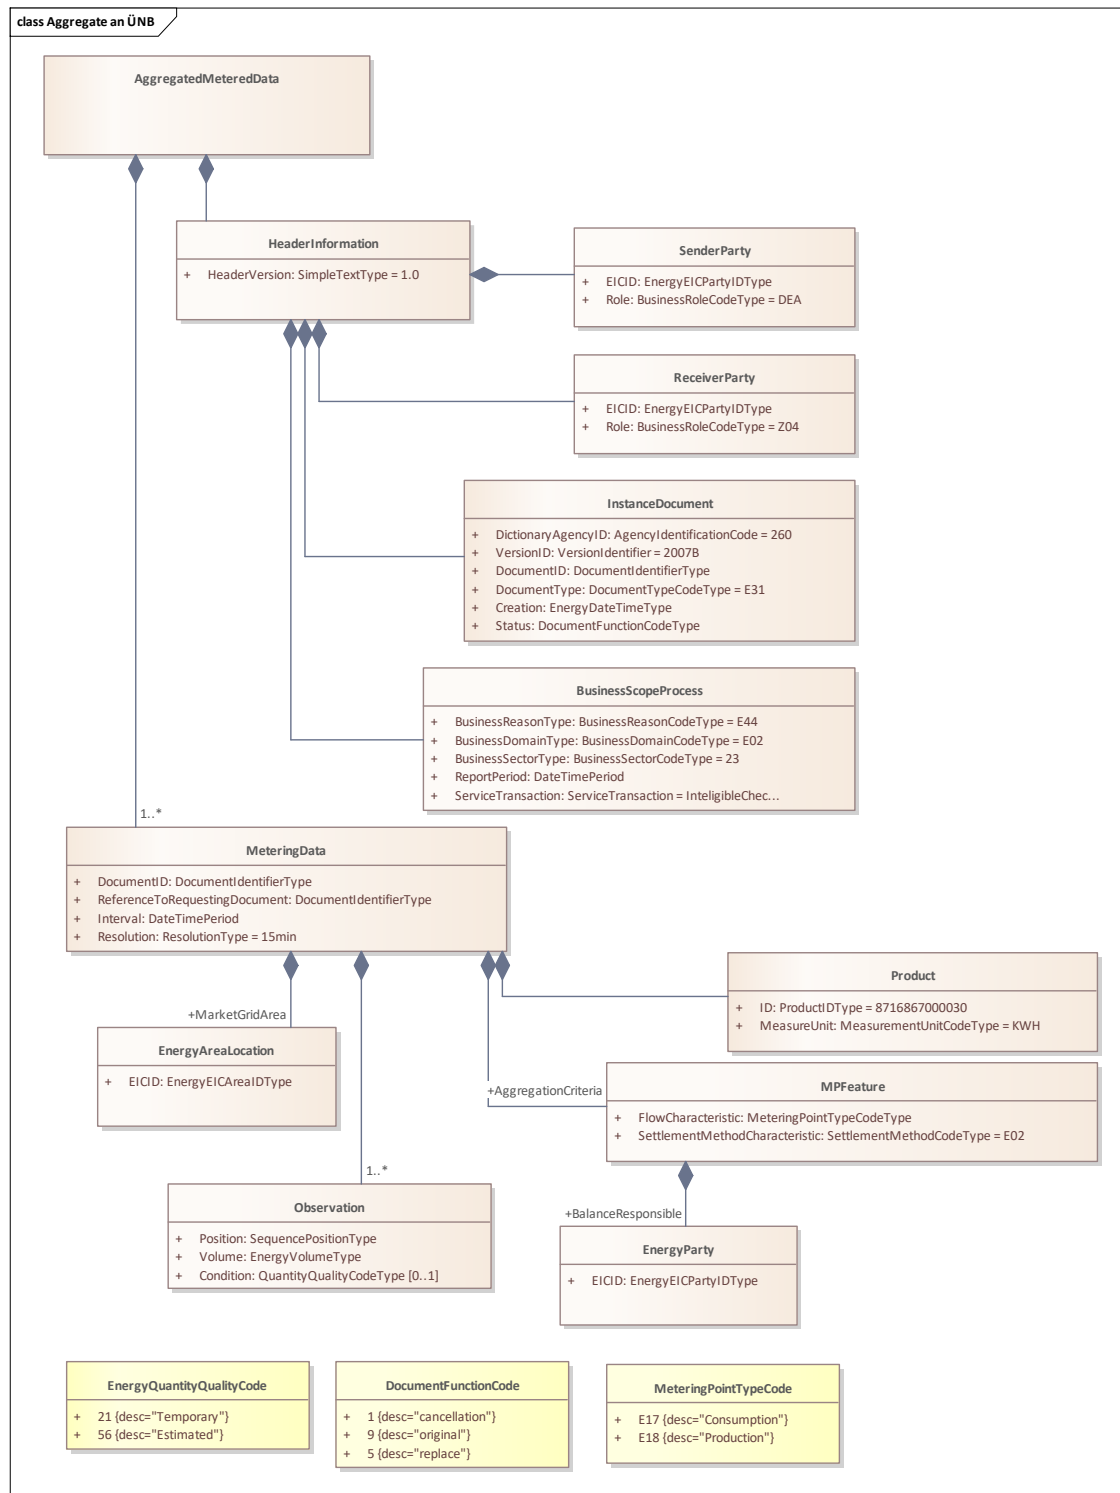 class Aggregate an ÜNB
AggregatedMeteredData
HeaderInformation
+ HeaderVersion: SimpleTextType = 1.0
SenderParty
+ EICID: EnergyEICPartyIDType
+ Role: BusinessRoleCodeType = DEA
ReceiverParty
+ EICID: EnergyEICPartyIDType
+ Role: BusinessRoleCodeType = Z04
InstanceDocument
+ DictionaryAgencyID: AgencyIdentificationCode = 260
+ VersionID: VersionIdentifier = 2007B
+ DocumentID: DocumentIdentifierType
+ DocumentType: DocumentTypeCodeType = E31
+ Creation: EnergyDateTimeType
+ Status: DocumentFunctionCodeType
BusinessScopeProcess
+ BusinessReasonType: BusinessReasonCodeType = E44
+ BusinessDomainType: BusinessDomainCodeType = E02
+ BusinessSectorType: BusinessSectorCodeType = 23
+ ReportPeriod: DateTimePeriod
+ ServiceTransaction: ServiceTransaction = InteligibleChec...
1..*
MeteringData
+ DocumentID: DocumentIdentifierType
+ ReferenceToRequestingDocument: DocumentIdentifierType
+ Interval: DateTimePeriod
+ Resolution: ResolutionType = 15min
Product
+ ID: ProductIDType = 8716867000030
+ MeasureUnit: MeasurementUnitCodeType = KWH
+MarketGridArea
EnergyAreaLocation
+ EICID: EnergyEICAreaIDType
+AggregationCriteria
MPFeature
+ FlowCharacteristic: MeteringPointTypeCodeType
+ SettlementMethodCharacteristic: SettlementMethodCodeType = E02
1..*
Observation
+ Position: SequencePositionType
+ Volume: EnergyVolumeType
+ Condition: QuantityQualityCodeType [0..1]
+BalanceResponsible
EnergyParty
+ EICID: EnergyEICPartyIDType
EnergyQuantityQualityCode
+ 21 {desc="Temporary"}
+ 56 {desc="Estimated"}
DocumentFunctionCode
+ 1 {desc="cancellation"}
+ 9 {desc="original"}
+ 5 {desc="replace"}
MeteringPointTypeCode
+ E17 {desc="Consumption"}
+ E18 {desc="Production"}